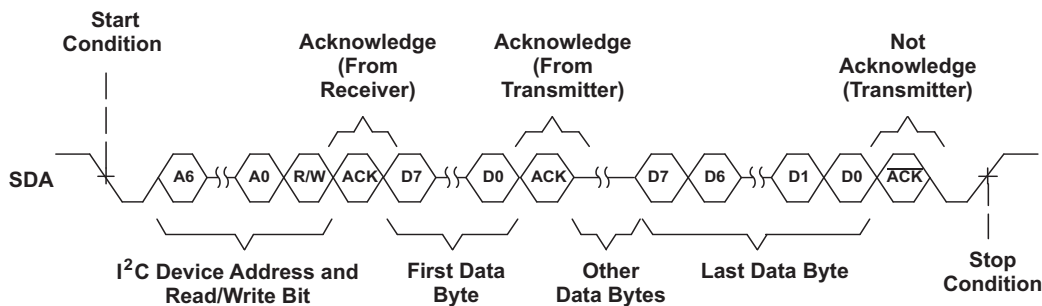 Start
Condition
Acknowledge
(From
Receiver)
Acknowledge
(From
Transmitter)
Not
Acknowledge
(Transmitter)
SDA
A6 A0 R/W ACK D7 D0 ACK D7 D6 D1 D0 A̅C̅K̅
I²C Device Address and
Read/Write Bit
First Data
Byte
Other
Data Bytes
Last Data Byte
Stop
Condition